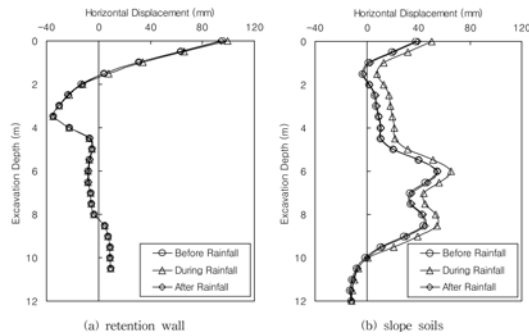 Horizontal Displacement (mm)
-40 0 40 80 120
0
2
4
6
8
10
12
Excavation Depth (m)
Before Rainfall
During Rainfall
After Rainfall
(a) retention wall
Horizontal Displacement (mm)
-40 0 40 80 120
0
2
4
6
8
10
12
Excavation Depth (m)
Before Rainfall
During Rainfall
After Rainfall
(b) slope soils